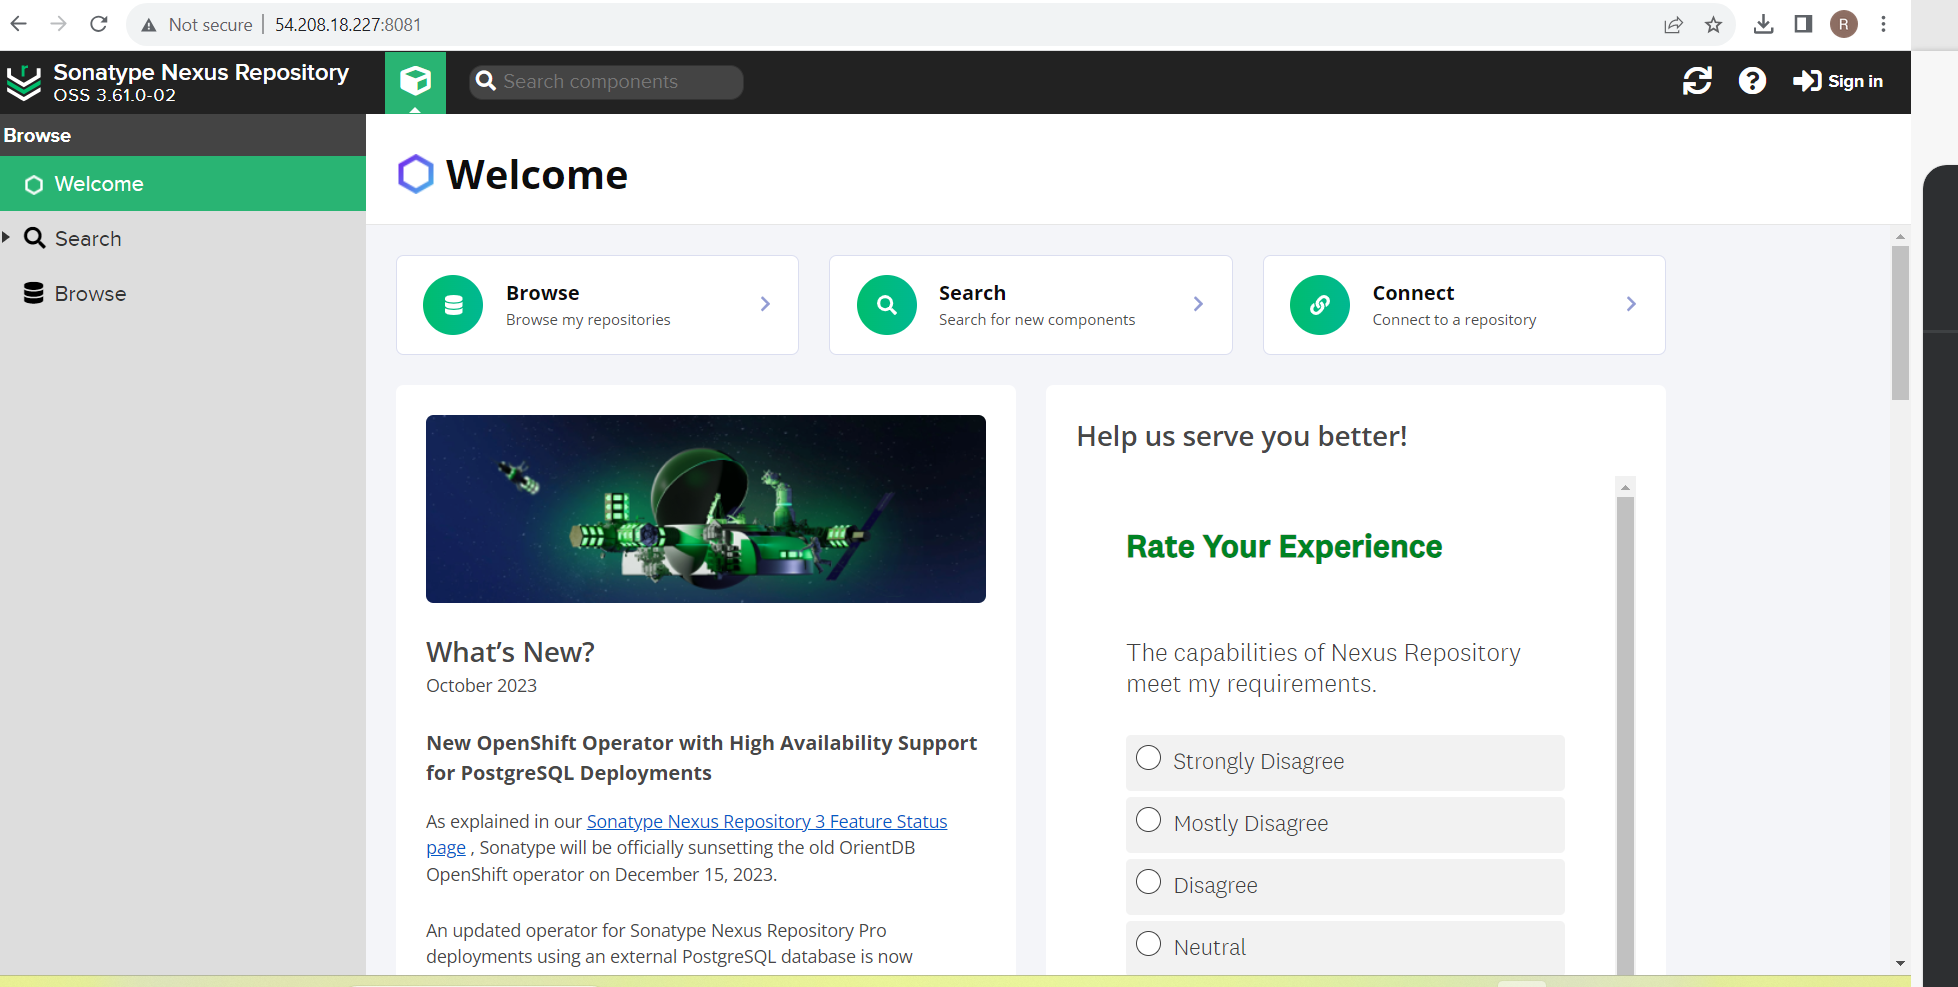 Not secure
54.208.18.227:8081
R
Sonatype Nexus Repository
OSS 3.61.0-02
Search components
Sign in
Browse
Welcome
Search
Browse
Welcome
Browse
Browse my repositories
Search
Search for new components
Connect
Connect to a repository
What's New?
October 2023
New OpenShift Operator with High Availability Support
for PostgreSQL Deployments
As explained in our Sonatype Nexus Repository 3 Feature Status
page , Sonatype will be officially sunsetting the old OrientDB
OpenShift operator on December 15, 2023.
An updated operator for Sonatype Nexus Repository Pro
deployments using an external PostgreSQL database is now
Help us serve you better!
Rate Your Experience
The capabilities of Nexus Repository
meet my requirements.
Strongly Disagree
Mostly Disagree
Disagree
Neutral